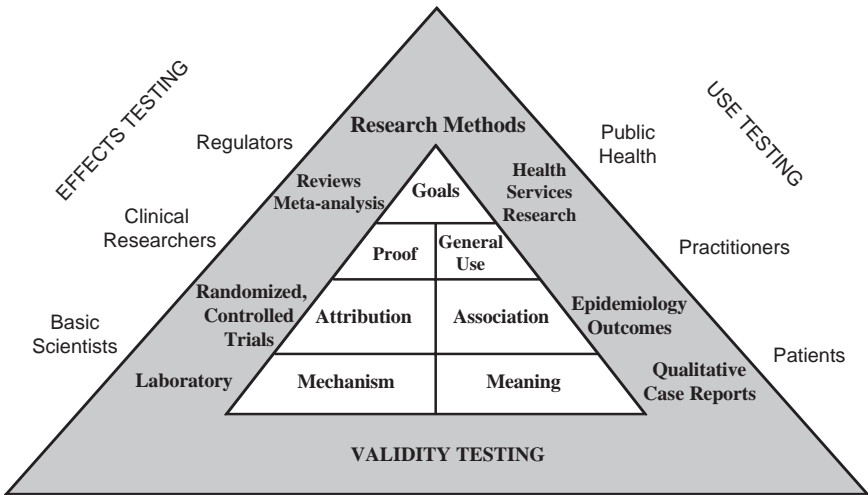 EFFECTS TESTING
USE TESTING
Research Methods
Regulators
Public
Health
Reviews
Meta-analysis
Goals
Health
Services
Research
Clinical
Researchers
Proof
General
Use
Practitioners
Randomized,
Controlled
Trials
Attribution
Association
Epidemiology
Outcomes
Basic
Scientists
Patients
Laboratory
Mechanism
Meaning
Qualitative
Case Reports
VALIDITY TESTING